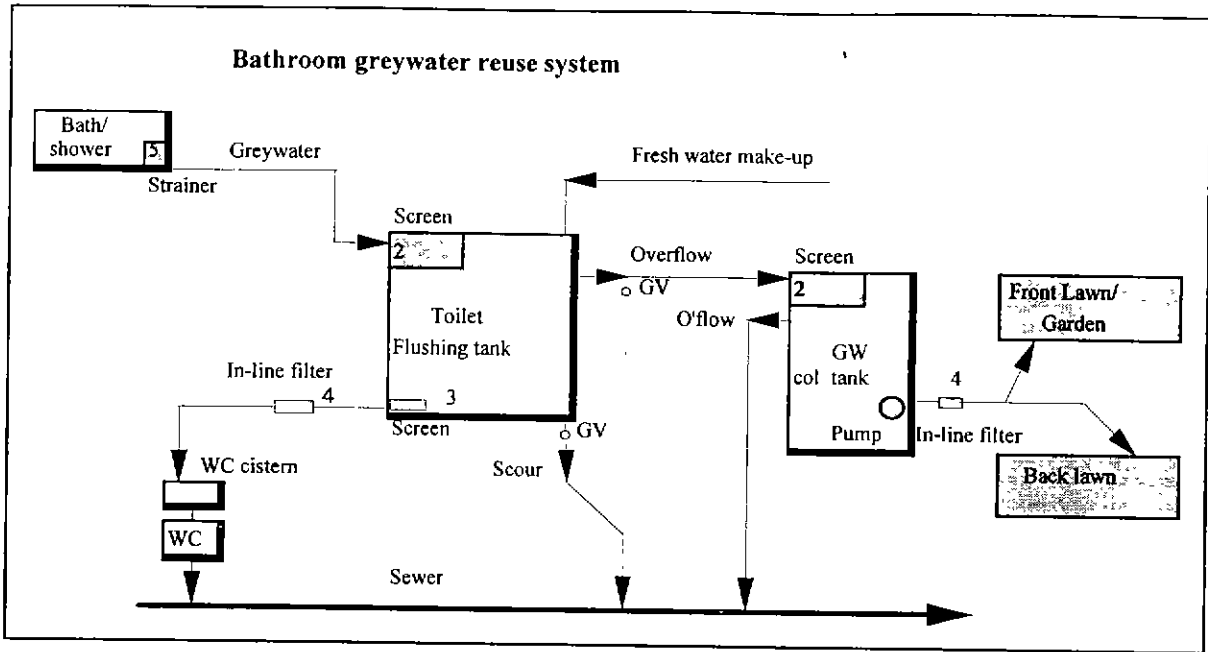 Bathroom greywater reuse system
Bath/
shower
5
Strainer
Greywater
Fresh water make-up
Screen
2
Toilet
Flushing tank
3
Screen
Overflow
GV
Screen
2
O'flow
GW
col tank
Pump
4
In-line filter
Front Lawn/
Garden
Back lawn
In-line filter
4
WC cistern
WC
GV
Scour
Sewer